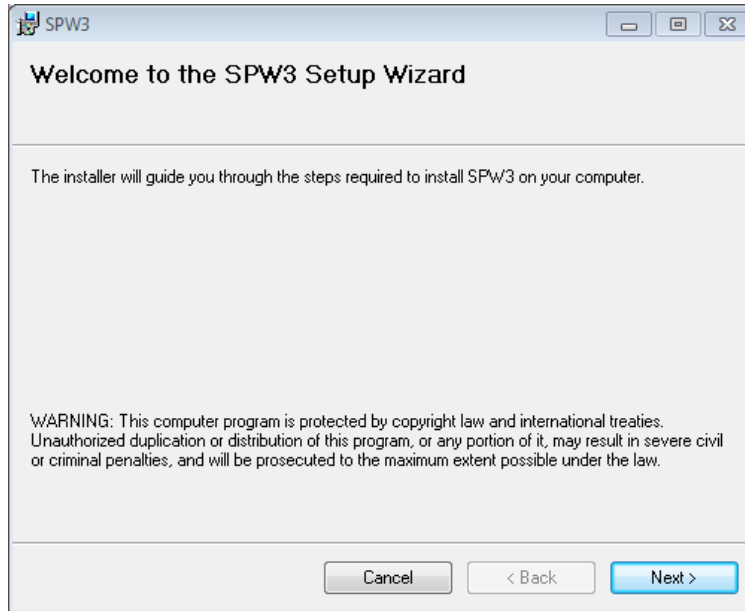 SPW3
Welcome to the SPW3 Setup Wizard
The installer will guide you through the steps required to install SPW3 on your computer.
WARNING: This computer program is protected by copyright law and international treaties.
Unauthorized duplication or distribution of this program, or any portion of it, may result in severe civil
or criminal penalties, and will be prosecuted to the maximum extent possible under the law.
Cancel
< Back
Next >